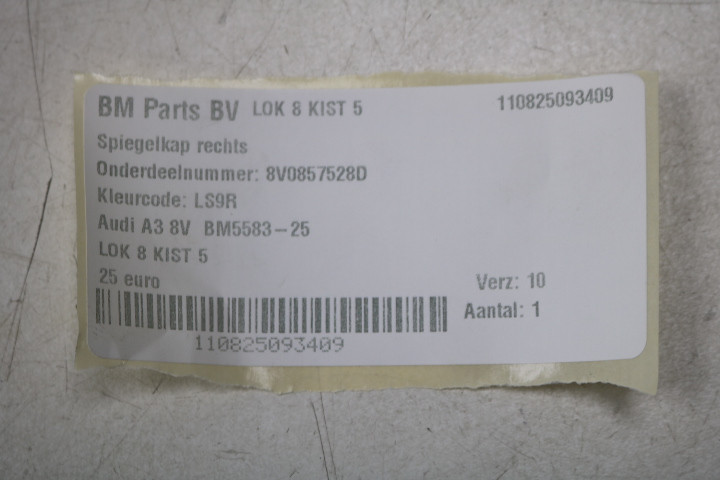 BM Parts BV LOK 8 KIST 5 110825093409
Spiegelkap rechts
Onderdeelnummer: 8V0857528D
Kleurcode: LS9R
Audi A3 8V BM5583-25
LOK 8 KIST 5
25 euro Verz: 10
Aantal: 1
110825093409